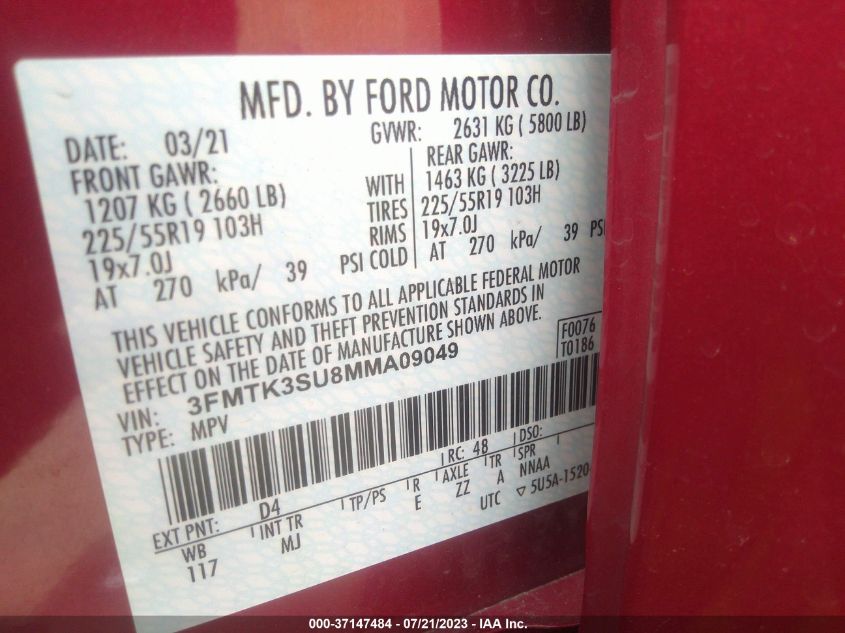 MFD. BY FORD MOTOR CO.
DATE: 03/21 GVWR: 2631 KG ( 5800 LB)
FRONT GAWR: REAR GAWR:
1207 KG ( 2660 LB) WITH 1463 KG ( 3225 LB)
225/55R19 103H TIRES 225/55R19 103H
19x7.0J RIMS 19x7.0J
AT 270 kPa/ 39 PSI COLD AT 270 kPa/ 39 PSI
THIS VEHICLE CONFORMS TO ALL APPLICABLE FEDERAL MOTOR
VEHICLE SAFETY AND THEFT PREVENTION STANDARDS IN
EFFECT ON THE DATE OF MANUFACTURE SHOWN ABOVE.
F0076
T0186
VIN: 3FMTK3SU8MMA09049
TYPE: MPV
EXT PNT: D4 RC: 48 DSO:
WB INT TR TP/PS R AXLE TR SPR
117 MJ E ZZ A NNAA
UTC ▽ 5U5A-1520
000-37147484 - 07/21/2023 - IAA Inc.